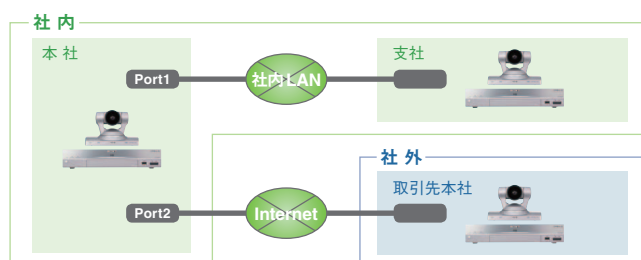 社内
本社
支社
Port1
社内LAN
社外
取引先本社
Port2
Internet